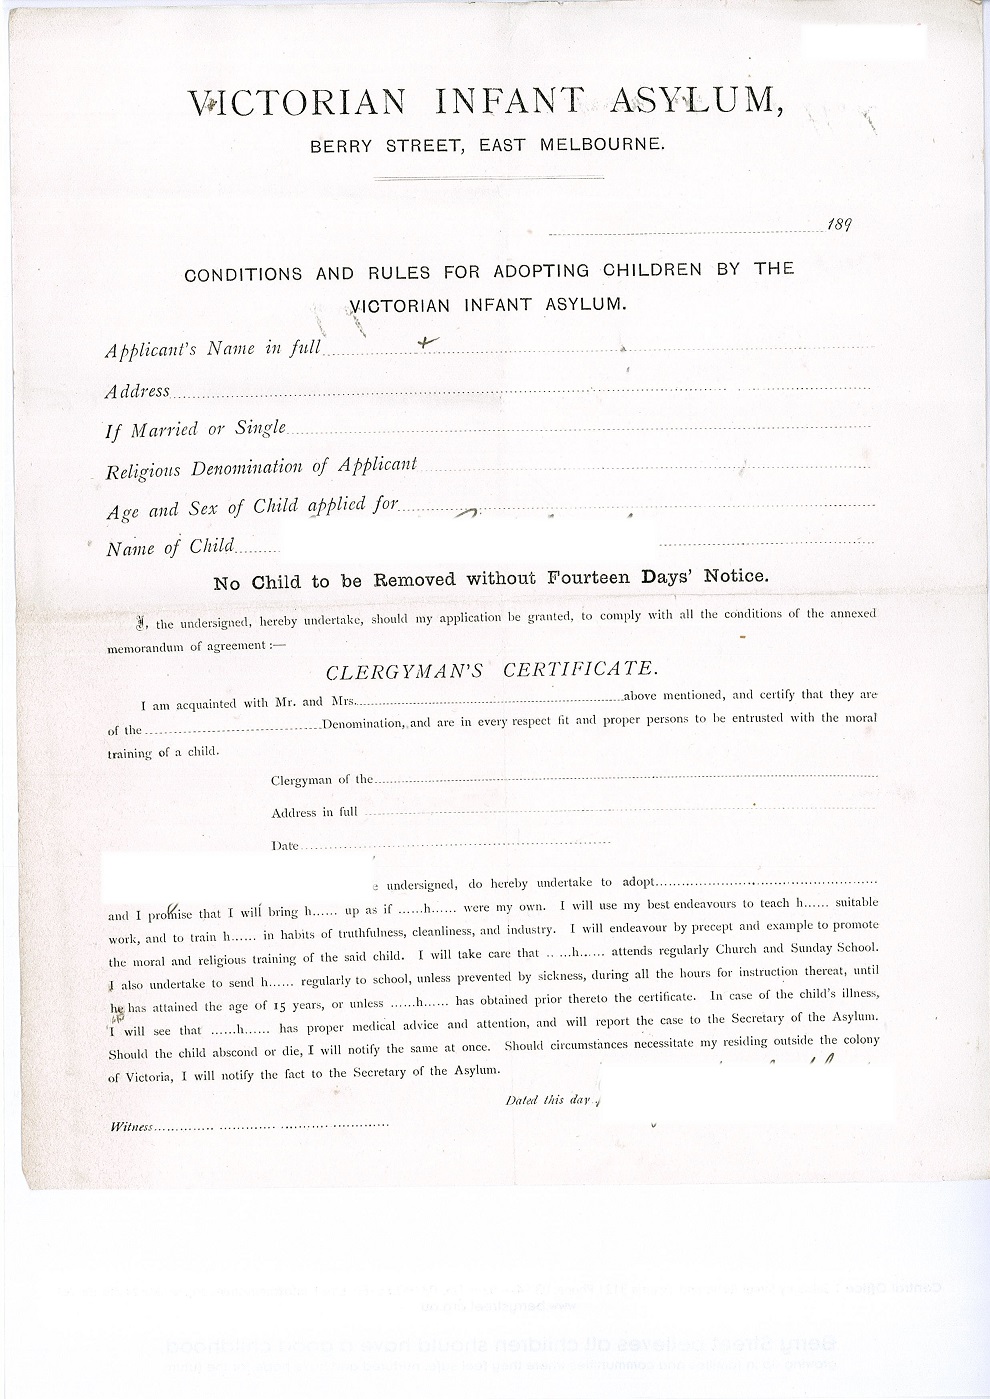 VICTORIAN INFANT ASYLUM,
BERRY STREET, EAST MELBOURNE.
189
CONDITIONS AND RULES FOR ADOPTING CHILDREN BY THE
VICTORIAN INFANT ASYLUM.
Applicant's Name in full
Address
If Married or Single
Religious Denomination of Applicant
Age and Sex of Child applied for
Name of Child
No Child to be Removed without Fourteen Days' Notice.
I, the undersigned, hereby undertake, should my application be granted, to comply with all the conditions of the annexed
memorandum of agreement :—
CLERGYMAN'S CERTIFICATE.
I am acquainted with Mr. and Mrs. above mentioned, and certify that they are
of the Denomination, and are in every respect fit and proper persons to be entrusted with the moral
training of a child.
Clergyman of the
Address in full
Date
e undersigned, do hereby undertake to adopt
and I promise that I will bring h...... up as if ......h...... were my own. I will use my best endeavours to teach h...... suitable
work, and to train h...... in habits of truthfulness, cleanliness, and industry. I will endeavour by precept and example to promote
the moral and religious training of the said child. I will take care that .. ...h...... attends regularly Church and Sunday School.
I also undertake to send h...... regularly to school, unless prevented by sickness, during all the hours for instruction thereat, until
he has attained the age of 15 years, or unless ......h...... has obtained prior thereto the certificate. In case of the child's illness,
I will see that ......h...... has proper medical advice and attention, and will report the case to the Secretary of the Asylum.
Should the child abscond or die, I will notify the same at once. Should circumstances necessitate my residing outside the colony
of Victoria, I will notify the fact to the Secretary of the Asylum.
Dated this day
Witness